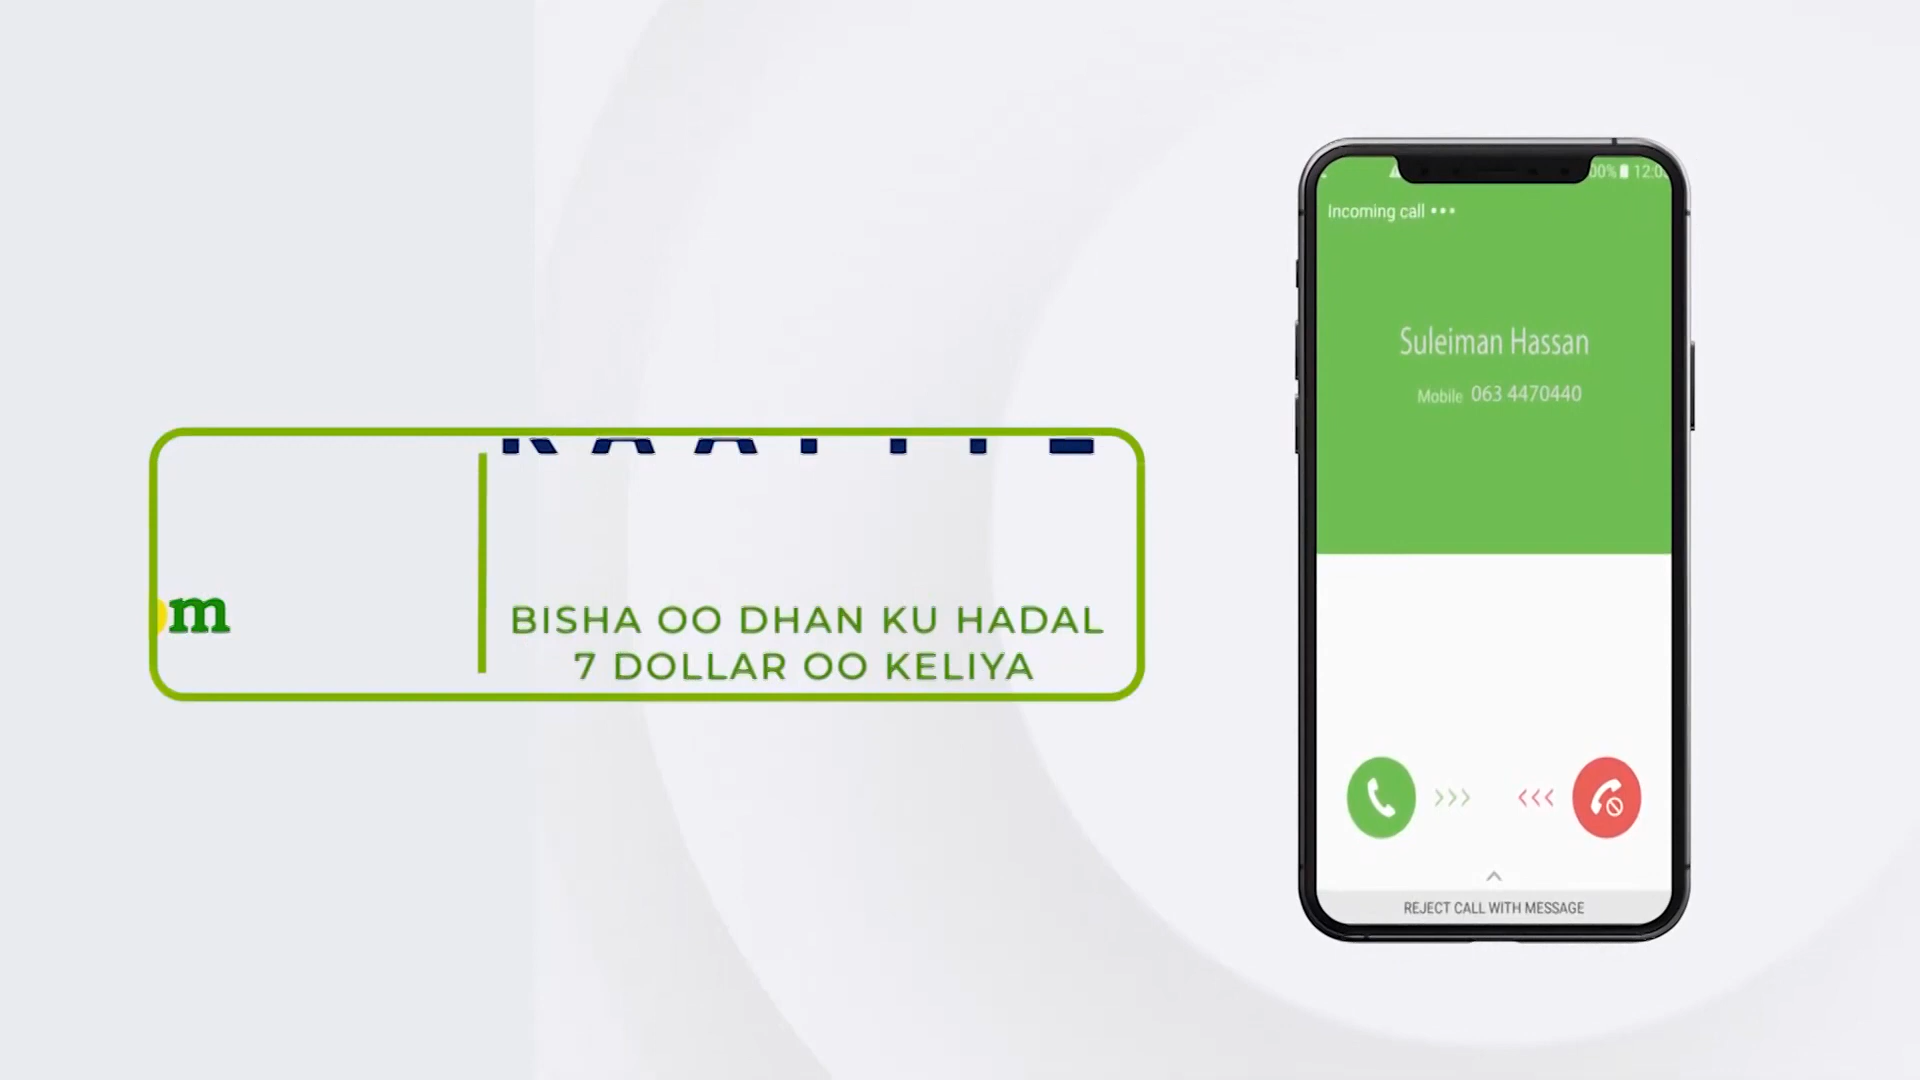 om
BISHA OO DHAN KU HADAL
7 DOLLAR OO KELIYA
Incoming call •••
Suleiman Hassan
Mobile 063 4470440
REJECT CALL WITH MESSAGE